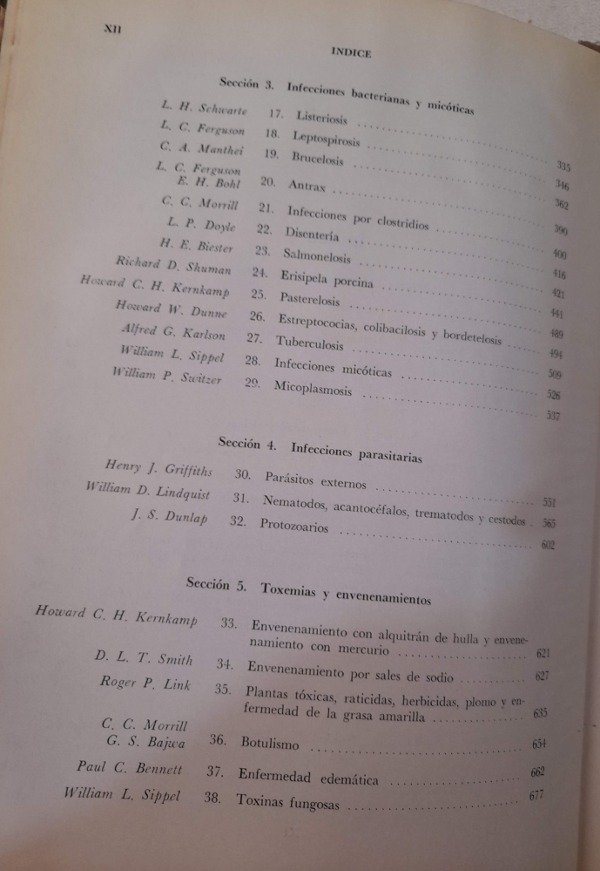 XII
INDICE
Sección 3. Infecciones bacterianas y micóticas
L. H. Schwarte 17. Listeriosis 335
L. C. Ferguson 18. Leptospirosis 346
C. A. Manthei 19. Brucelosis 362
L. C. Ferguson
E. H. Bohl 20. Antrax 390
C. C. Morrill 21. Infecciones por clostridios 400
L. P. Doyle 22. Disentería 416
H. E. Biester 23. Salmonelosis 421
Richard D. Shuman 24. Erisipela porcina 441
Howard C. H. Kernkamp 25. Pasterelosis 489
Howard W. Dunne 26. Estreptococias, colibacilosis y bordetelosis 494
Alfred G. Karlson 27. Tuberculosis 509
William L. Sippel 28. Infecciones micóticas 526
William P. Switzer 29. Micoplasmosis 537
Sección 4. Infecciones parasitarias
Henry J. Griffiths 30. Parásitos externos 551
William D. Lindquist 31. Nematodos, acantocéfalos, trematodos y cestodos . 565
J. S. Dunlap 32. Protozoarios 602
Sección 5. Toxemias y envenenamientos
Howard C. H. Kernkamp 33. Envenenamiento con alquitrán de hulla y envene-
namiento con mercurio 621
D. L. T. Smith 34. Envenenamiento por sales de sodio 627
Roger P. Link 35. Plantas tóxicas, raticidas, herbicidas, plomo y en-
fermedad de la grasa amarilla 635
C. C. Morrill
G. S. Bajwa 36. Botulismo 654
Paul C. Bennett 37. Enfermedad edemática 662
William L. Sippel 38. Toxinas fungosas 677